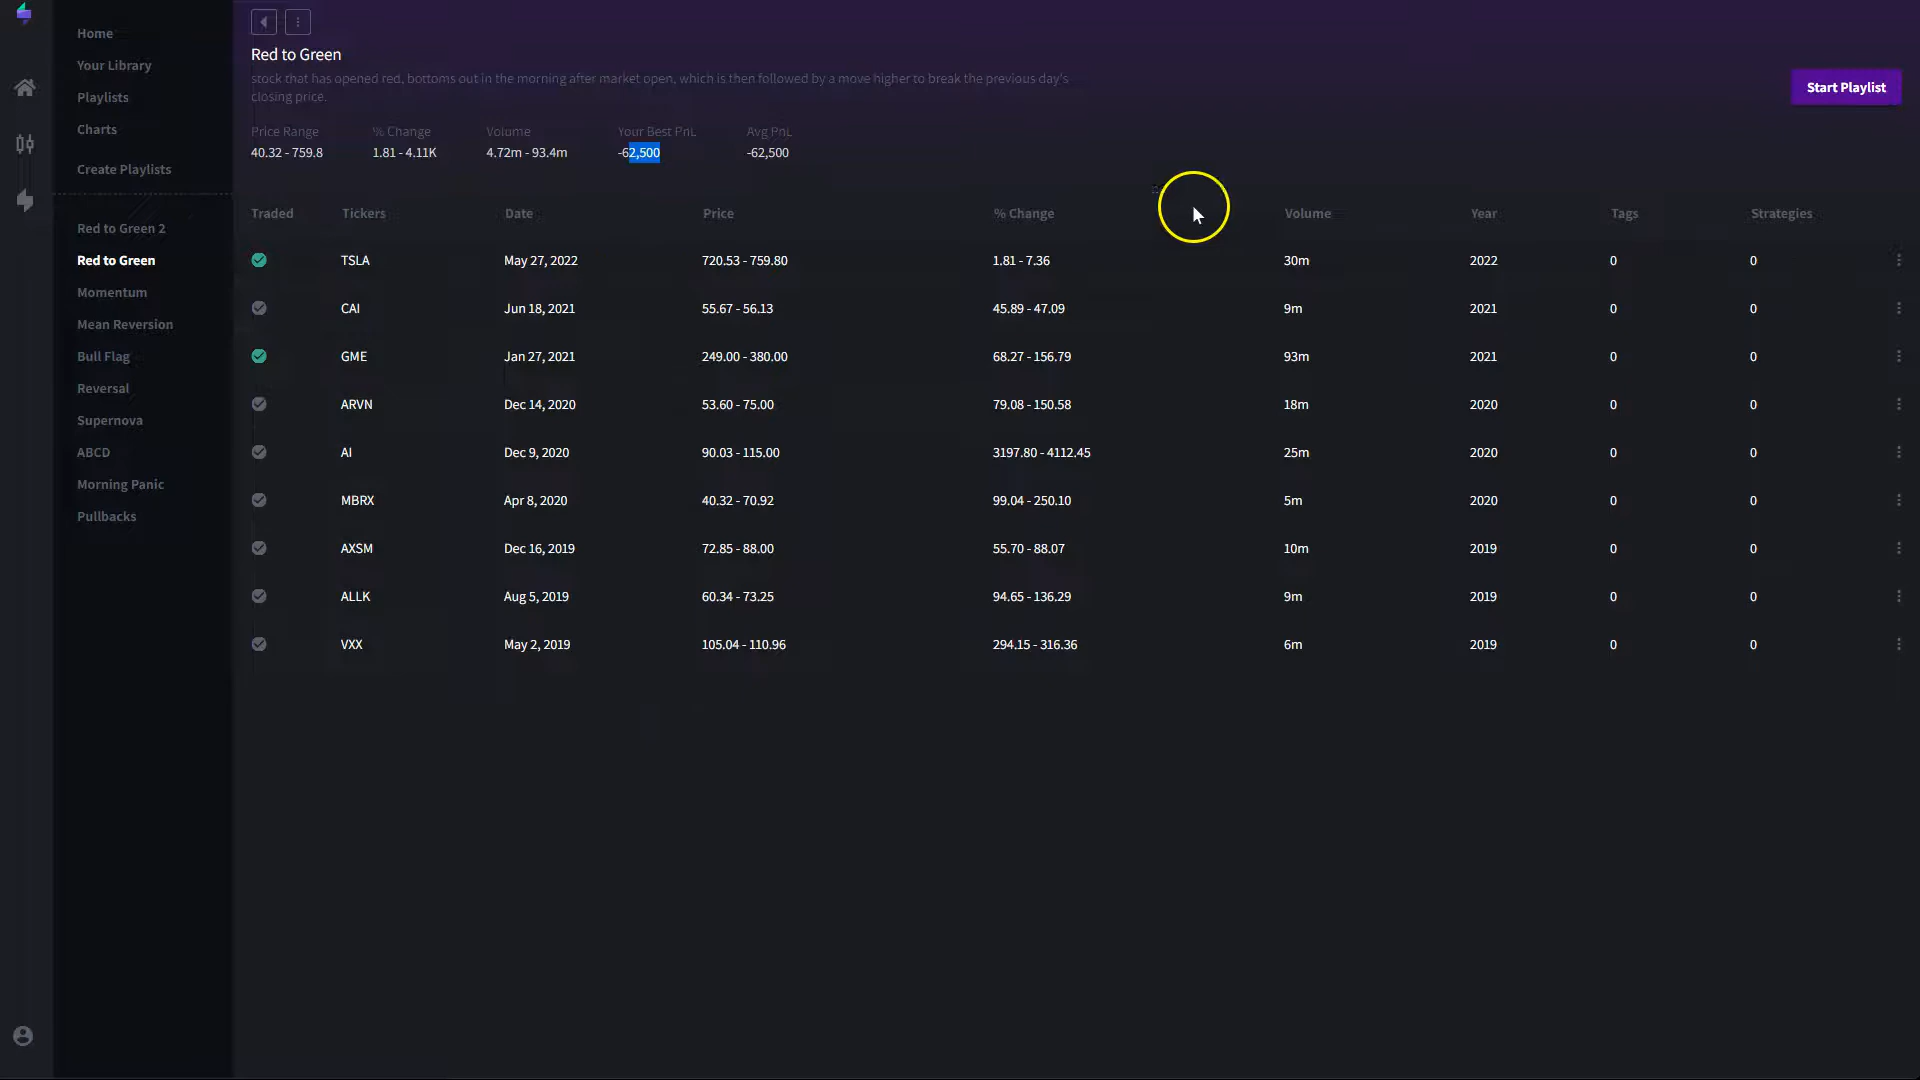 Home
Your Library
Playlists
Charts
Create Playlists
Red to Green 2
Red to Green
Momentum
Mean Reversion
Bull Flag
Reversal
Supernova
ABCD
Morning Panic
Pullbacks
Red to Green
stock that has opened red, bottoms out in the morning after market open, which is then followed by a move higher to break the previous day's
closing price.
Start Playlist
Price Range % Change Volume Your Best PnL Avg PnL
40.32 - 759.8 1.81 - 4.11K 4.72m - 93.4m -62,500 -62,500
Traded Tickers Date Price % Change Volume Year Tags Strategies
TSLA May 27, 2022 720.53 - 759.80 1.81 - 7.36 30m 2022 0 0
CAI Jun 18, 2021 55.67 - 56.13 45.89 - 47.09 9m 2021 0 0
GME Jan 27, 2021 249.00 - 380.00 68.27 - 156.79 93m 2021 0 0
ARVN Dec 14, 2020 53.60 - 75.00 79.08 - 150.58 18m 2020 0 0
AI Dec 9, 2020 90.03 - 115.00 3197.80 - 4112.45 25m 2020 0 0
MBRX Apr 8, 2020 40.32 - 70.92 99.04 - 250.10 5m 2020 0 0
AXSM Dec 16, 2019 72.85 - 88.00 55.70 - 88.07 10m 2019 0 0
ALLK Aug 5, 2019 60.34 - 73.25 94.65 - 136.29 9m 2019 0 0
VXX May 2, 2019 105.04 - 110.96 294.15 - 316.36 6m 2019 0 0